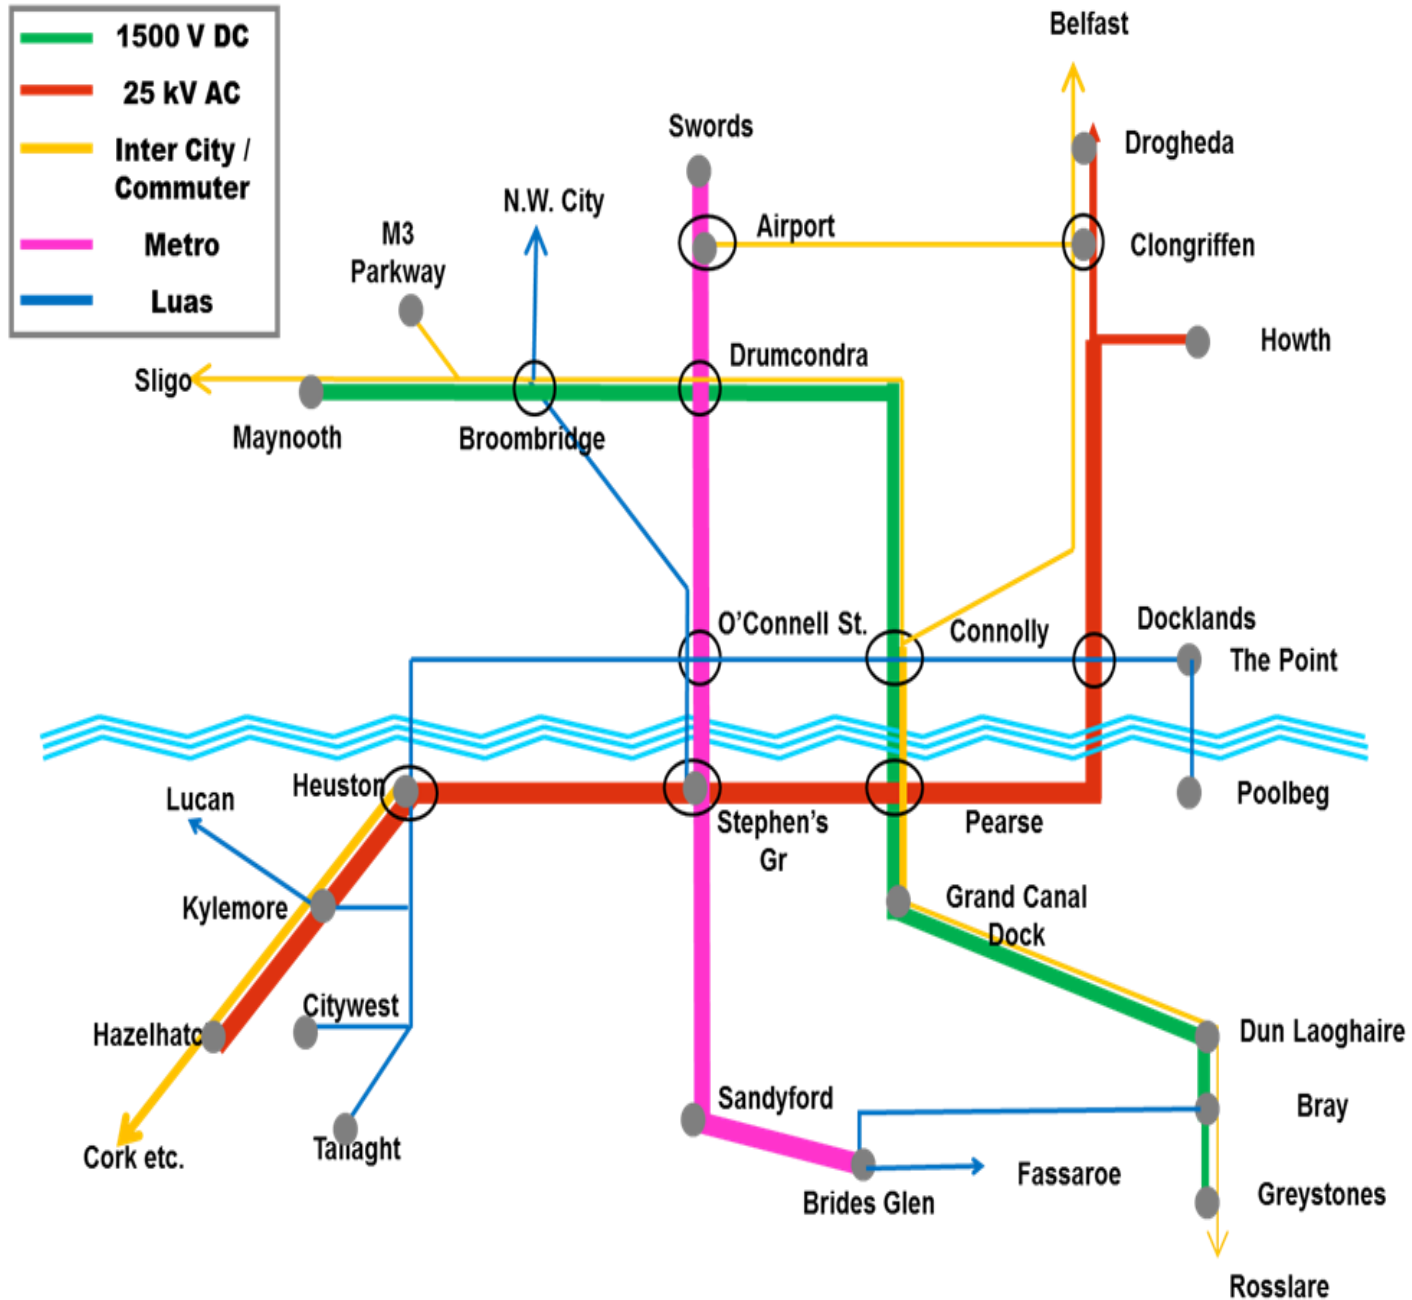 1500 V DC
25 kV AC
Inter City /
Commuter
Metro
Luas
Belfast
Swords
Drogheda
N.W. City
M3
Parkway
Airport
Clongriffen
Drumcondra
Howth
Sligo
Maynooth
Broombridge
O'Connell St.
Connolly
Docklands
The Point
Heuston
Lucan
Stephen's
Gr
Pearse
Poolbeg
Kylemore
Grand Canal
Dock
Citywest
Hazelhatc
Dun Laoghaire
Sandyford
Bray
Tallaght
Cork etc.
Fassaroe
Brides Glen
Greystones
Rosslare